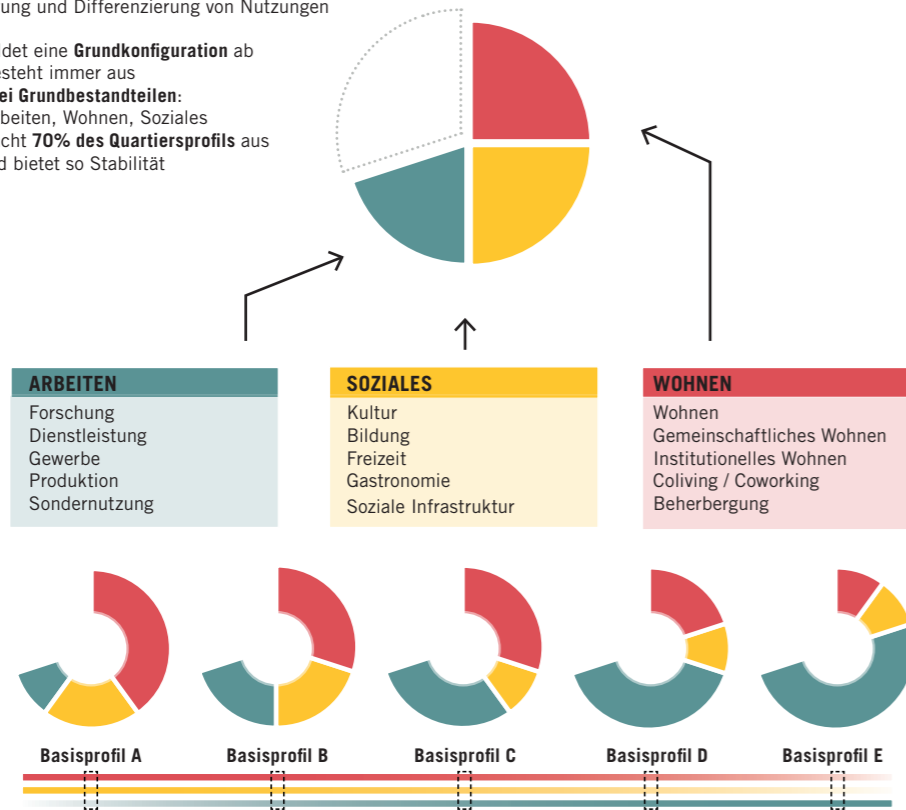 rung und Differenzierung von Nutzungen
ldet eine Grundkonfiguration ab
esteht immer aus
ei Grundbestandteilen:
beiten, Wohnen, Soziales
cht 70% des Quartiersprofils aus
d bietet so Stabilität
ARBEITEN
Forschung
Dienstleistung
Gewerbe
Produktion
Sondernutzung
SOZIALES
Kultur
Bildung
Freizeit
Gastronomie
Soziale Infrastruktur
WOHNEN
Wohnen
Gemeinschaftliches Wohnen
Institutionelles Wohnen
Coliving / Coworking
Beherbergung
Basisprofil A
Basisprofil B
Basisprofil C
Basisprofil D
Basisprofil E